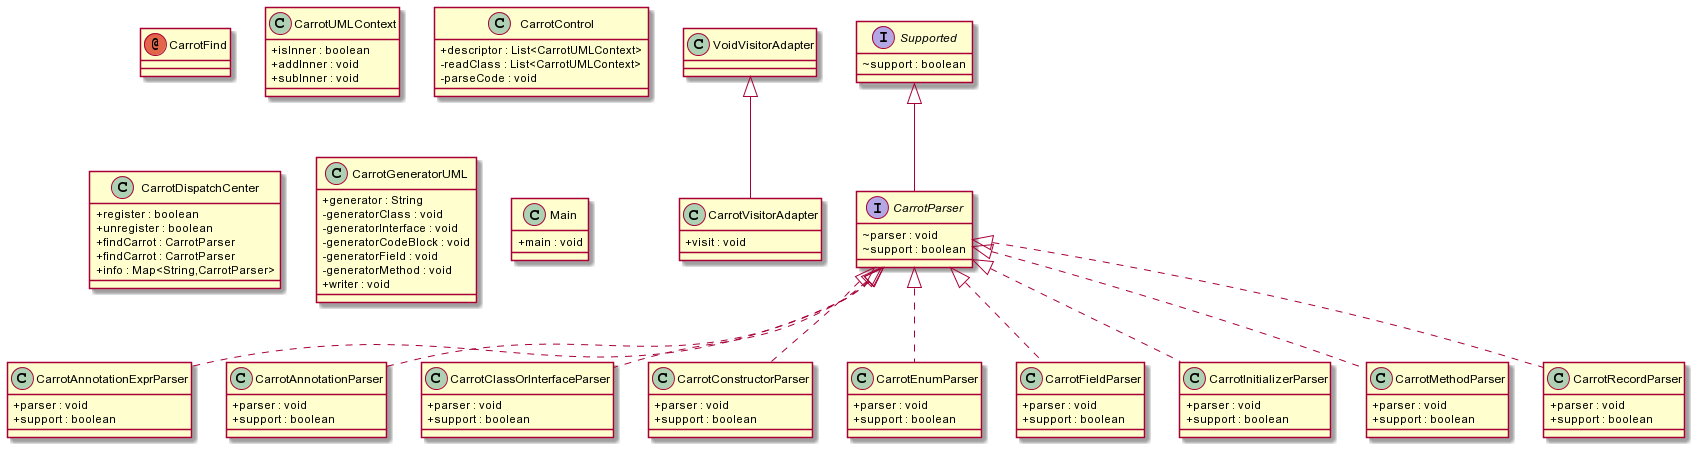 @ CarrotFind
C CarrotUMLContext
+isInner : boolean
+addInner : void
+subInner : void
C CarrotControl
+descriptor : List<CarrotUMLContext>
-readClass : List<CarrotUMLContext>
-parseCode : void
C VoidVisitorAdapter
I Supported
~support : boolean
C CarrotDispatchCenter
+register : boolean
+unregister : boolean
+findCarrot : CarrotParser
+findCarrot : CarrotParser
+info : Map<String,CarrotParser>
C CarrotGeneratorUML
+generator : String
-generatorClass : void
-generatorInterface : void
-generatorCodeBlock : void
-generatorField : void
-generatorMethod : void
+writer : void
C Main
+main : void
C CarrotVisitorAdapter
+visit : void
I CarrotParser
~parser : void
~support : boolean
C CarrotAnnotationExprParser
+parser : void
+support : boolean
C CarrotAnnotationParser
+parser : void
+support : boolean
C CarrotClassOrInterfaceParser
+parser : void
+support : boolean
C CarrotConstructorParser
+parser : void
+support : boolean
C CarrotEnumParser
+parser : void
+support : boolean
C CarrotFieldParser
+parser : void
+support : boolean
C CarrotInitializerParser
+parser : void
+support : boolean
C CarrotMethodParser
+parser : void
+support : boolean
C CarrotRecordParser
+parser : void
+support : boolean